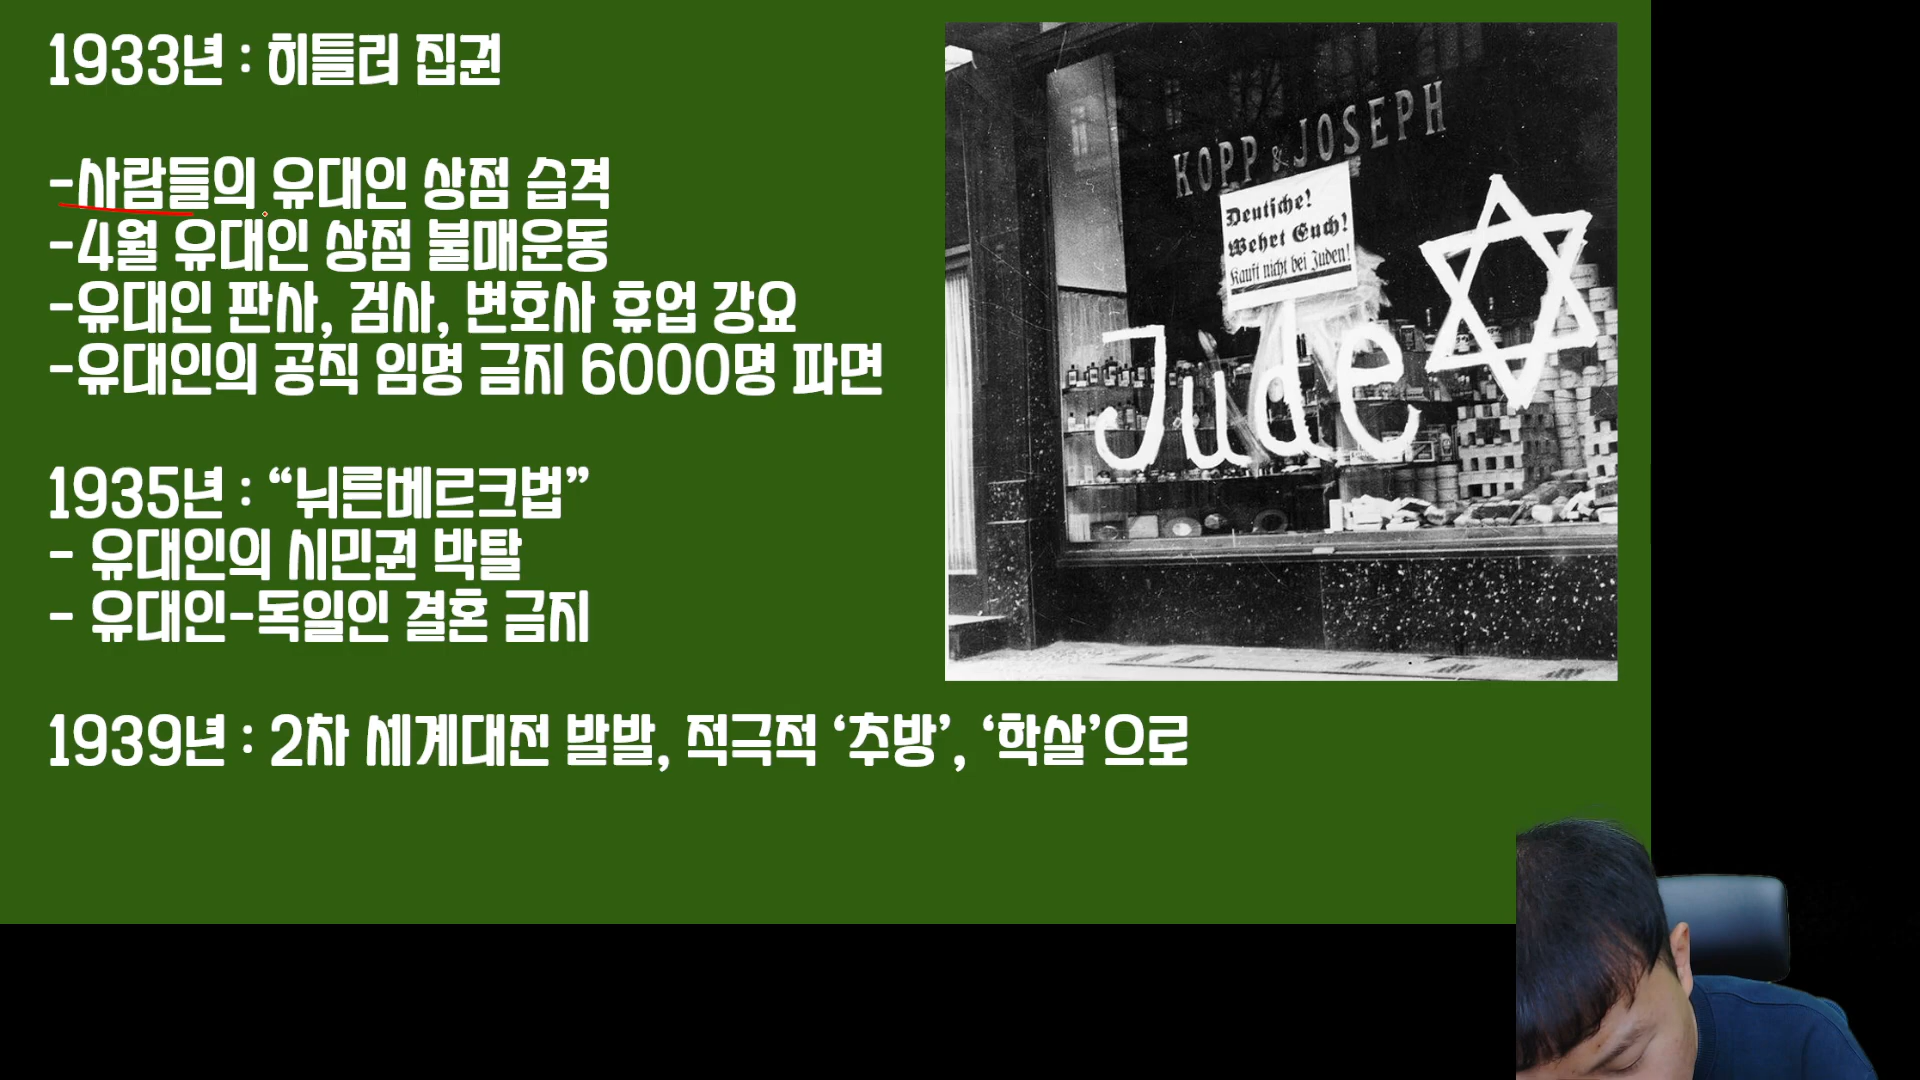 1933년 : 히틀러 집권
-사람들의 유대인 상점 습격
-4월 유대인 상점 불매운동
-유대인 판사, 검사, 변호사 휴업 강요
-유대인의 공직 임명 금지 6000명 파면
1935년 : “뉘른베르크법”
- 유대인의 시민권 박탈
- 유대인-독일인 결혼 금지
1939년 : 2차 세계대전 발발, 적극적 ‘추방’, ‘학살’으로
KOPP & JOSEPH
Deutsche!
Wehrt Euch!
Kauft nicht bei Juden!
Jude